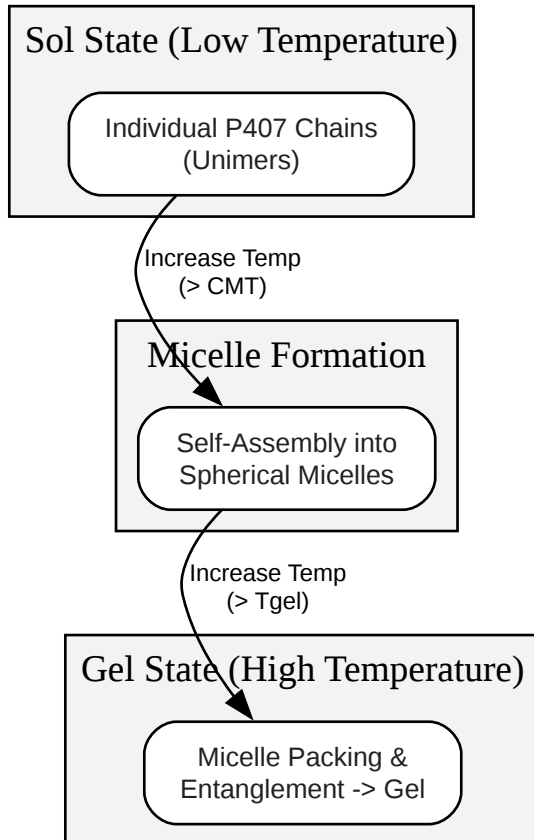 Sol State (Low Temperature)
Individual P407 Chains
(Unimers)
Increase Temp
(> CMT)
Micelle Formation
Self-Assembly into
Spherical Micelles
Increase Temp
(> Tgel)
Gel State (High Temperature)
Micelle Packing &
Entanglement -> Gel